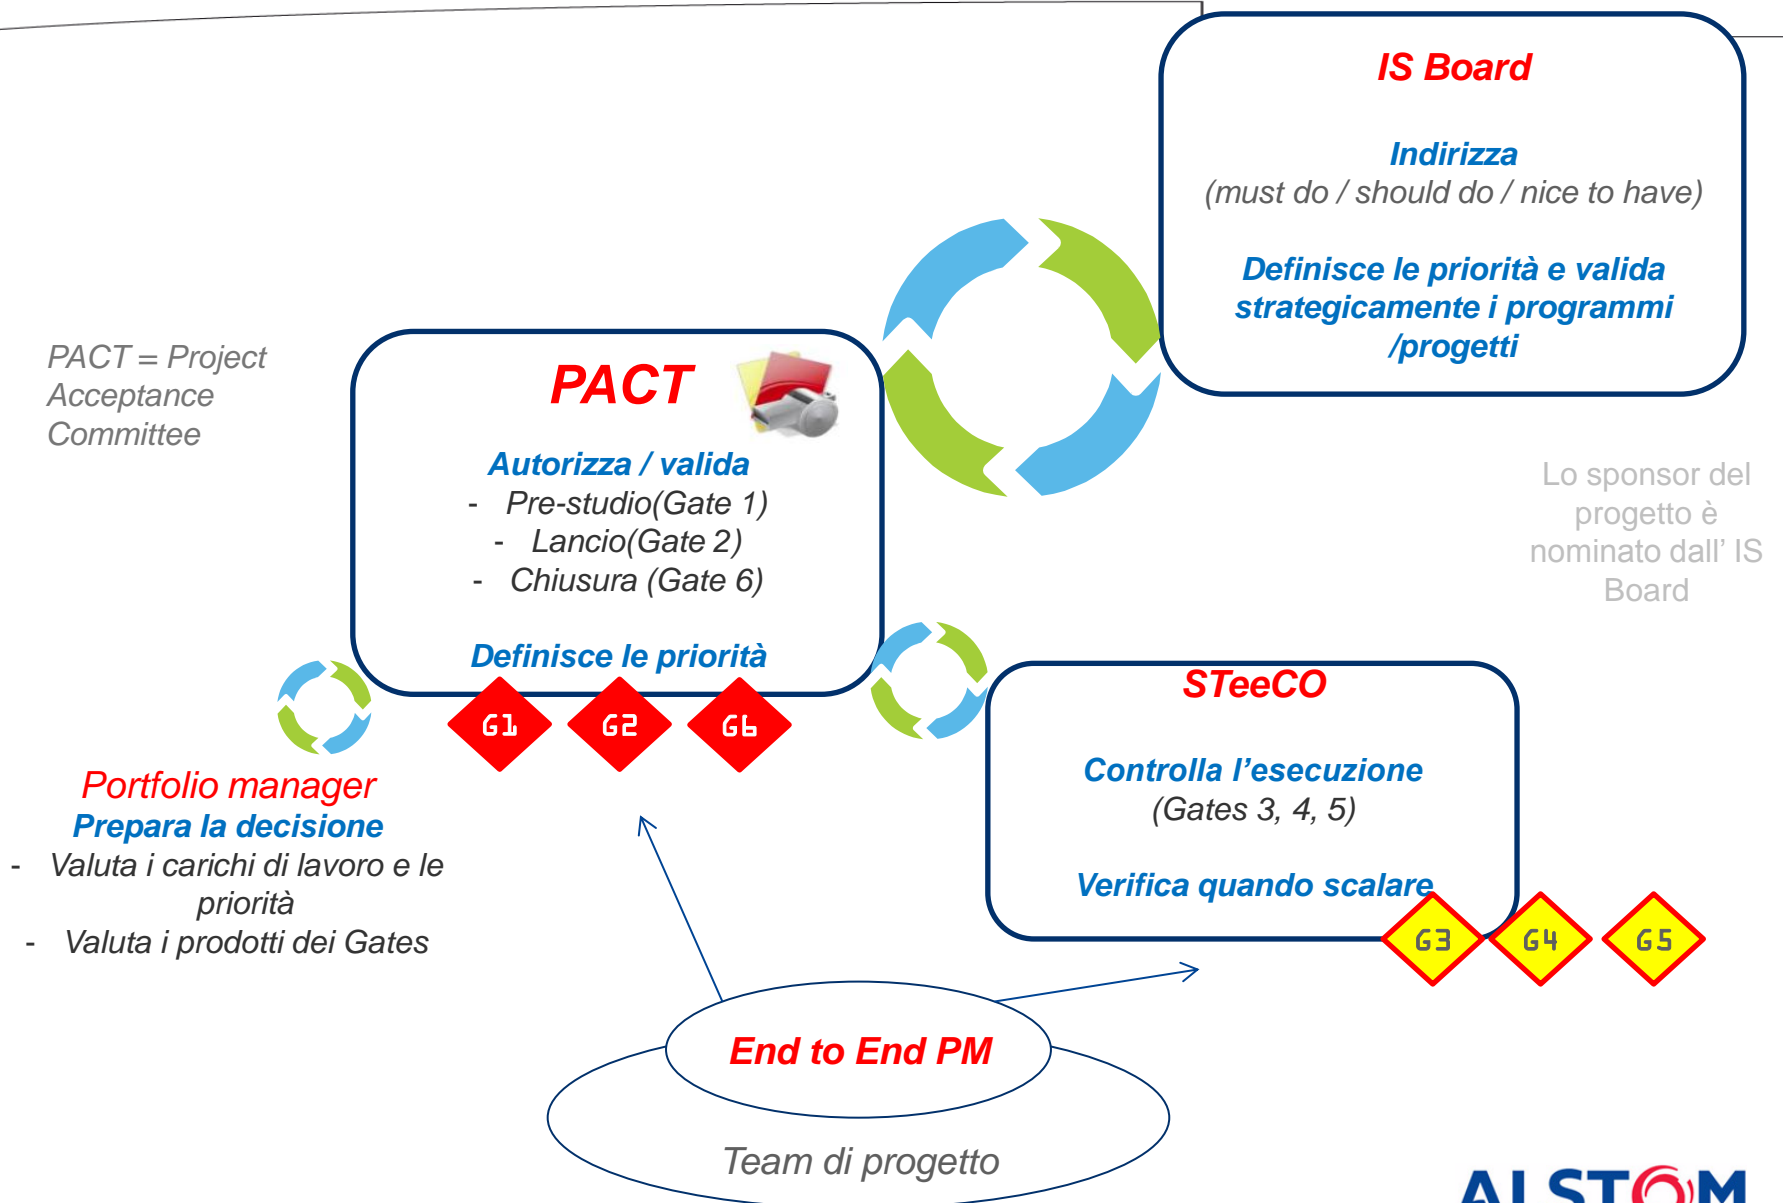 IS Board
Indirizza
(must do / should do / nice to have)
Definisce le priorità e valida
strategicamente i programmi
/progetti
PACT = Project
Acceptance
Committee
PACT
Autorizza / valida
- Pre-studio(Gate 1)
- Lancio(Gate 2)
- Chiusura (Gate 6)
Definisce le priorità
G1 G2 G6
Lo sponsor del
progetto è
nominato dall' IS
Board
STeeCO
Controlla l'esecuzione
(Gates 3, 4, 5)
Verifica quando scalare
G3 G4 G5
Portfolio manager
Prepara la decisione
- Valuta i carichi di lavoro e le
priorità
- Valuta i prodotti dei Gates
End to End PM
Team di progetto
ALSTOM